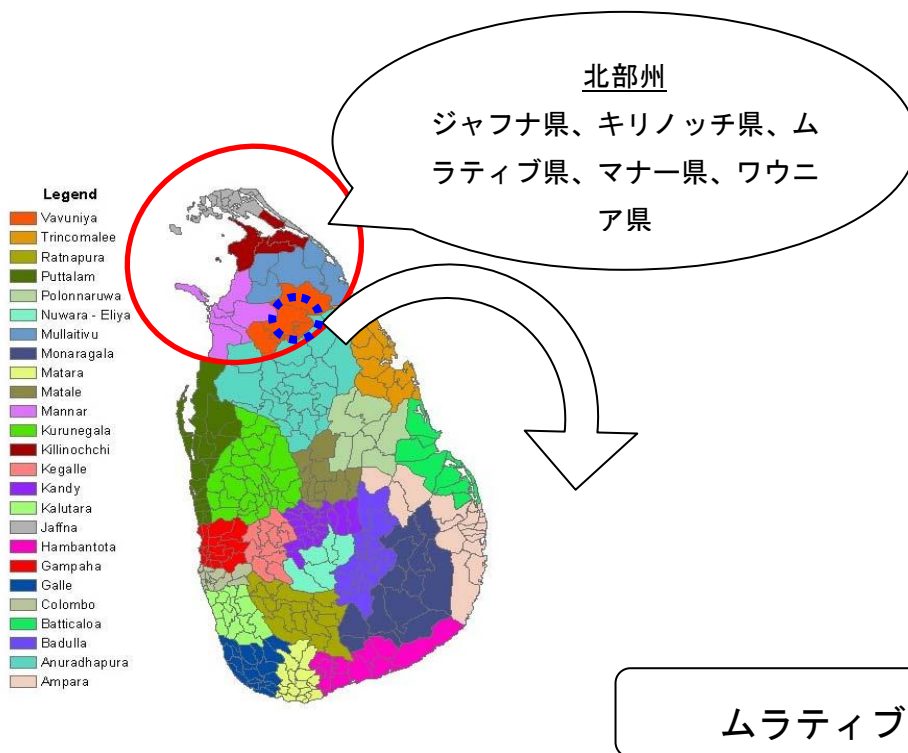 北部州
ジャフナ県、キリノッチ県、ム
ラティブ県、マナー県、ワウニ
ア県
Legend
Vavuniya
Trincomalee
Ratnapura
Puttalam
Polonnaruwa
Nuwara - Eliya
Mullaitivu
Monaragala
Matara
Matale
Mannar
Kurunegala
Killinochchi
Kegalle
Kandy
Kalutara
Jaffna
Hambantota
Gampaha
Galle
Colombo
Batticaloa
Badulla
Anuradhapura
Ampara
ムラティブ